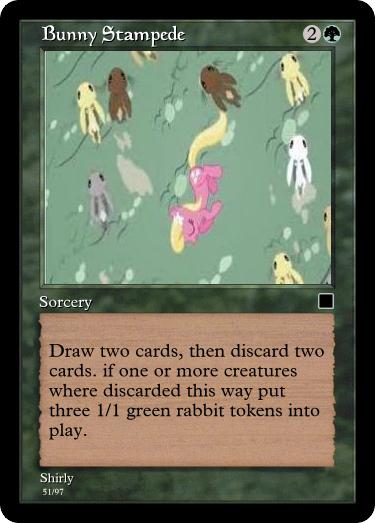 Bunny Stampede 2
Sorcery
Draw two cards, then discard two
cards. if one or more creatures
where discarded this way put
three 1/1 green rabbit tokens into
play.
Shirly
51/97